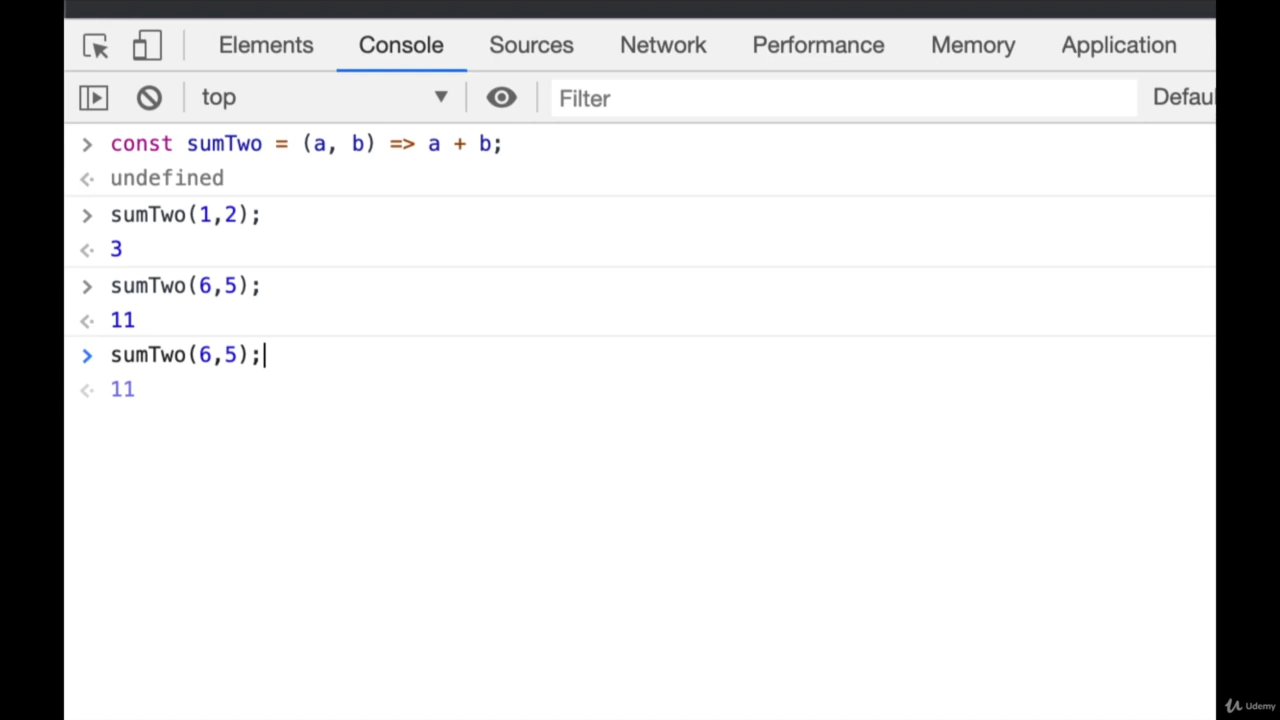 Elements Console Sources Network Performance Memory Application
top ▼ Filter Defau
> const sumTwo = (a, b) => a + b;
<· undefined
> sumTwo(1,2);
<· 3
> sumTwo(6,5);
<· 11
> sumTwo(6,5);
<· 11
Udemy